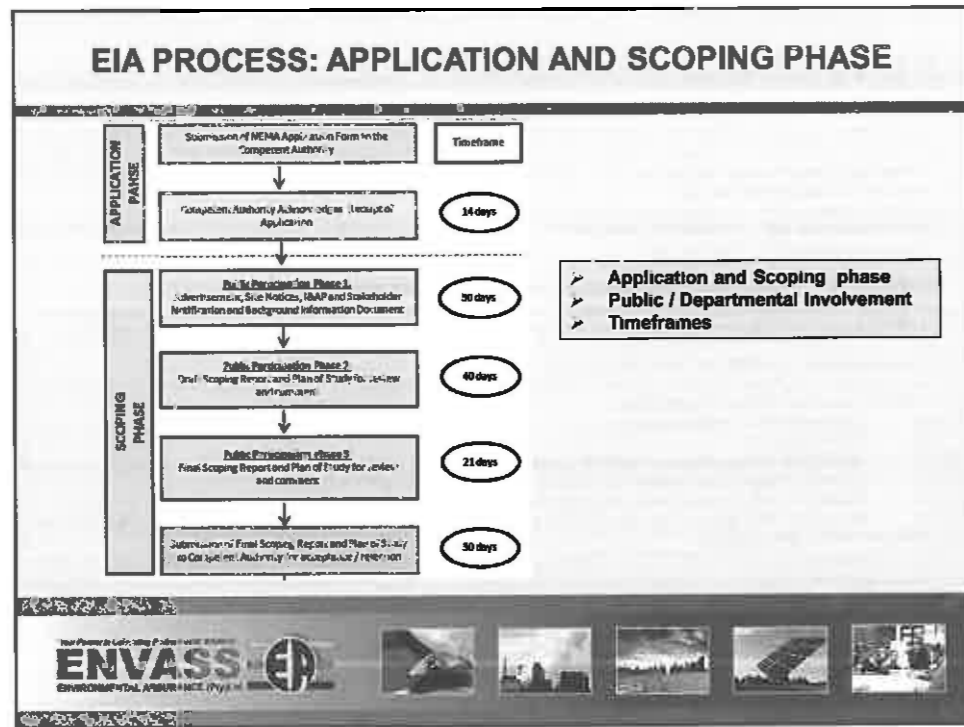 EIA PROCESS: APPLICATION AND SCOPING PHASE
APPLICATION
PAHSE
Submission of NEMA Application Form to the
Competent Authority
Timeframe
Competent Authority Acknowledges Receipt of
Application
14 days
SCOPING
PHASE
Public Participation Phase 1
Advertisement, Site Notices, I&AP and Stakeholder
Notification and Background Information Document
30 days
Public Participation Phase 2
Draft Scoping Report and Plan of Study for review
and comment
40 days
Public Participation Phase 3
Final Scoping Report and Plan of Study for review
and comment
21 days
Submission of Final Scoping Report and Plan of Study
to Competent Authority for acceptance / rejection
30 days
➢ Application and Scoping phase
➢ Public / Departmental Involvement
➢ Timeframes
ENVASS
ENVIRONMENTAL ASSURANCE (Pty)